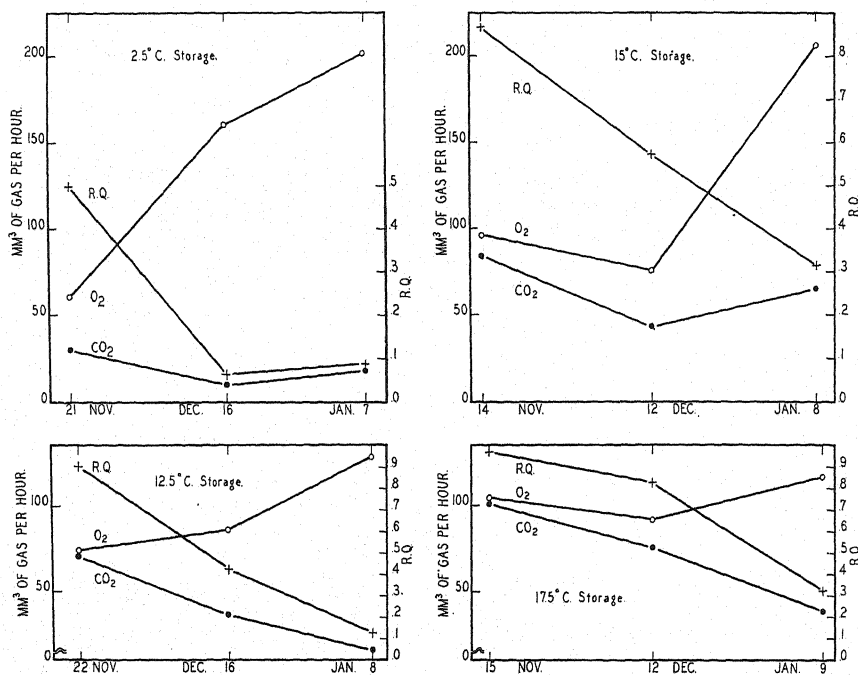 2.5°C. Storage.
MM³ OF GAS PER HOUR.
200
150
100
50
0
R.Q.
O₂
CO₂
.5
.4
.3
.2
.1
.0
R.Q.
21 NOV. DEC. 16 JAN. 7
15°C. Storage.
MM³ OF GAS PER HOUR.
200
150
100
50
0
R.Q.
O₂
CO₂
.8
.7
.6
.5
.4
.3
.2
.1
.0
R.Q.
14 NOV. 12 DEC. JAN. 8
12.5°C. Storage.
MM³ OF GAS PER HOUR.
100
50
0
R.Q.
O₂
CO₂
.9
.8
.7
.6
.5
.4
.3
.2
.1
.0
R.Q.
22 NOV. DEC. 16 JAN. 8
17.5°C. Storage.
MM³ OF GAS PER HOUR.
100
50
0
R.Q.
O₂
CO₂
.9
.8
.7
.6
.5
.4
.3
.2
.1
.0
R.Q.
15 NOV. 12 DEC. JAN. 9